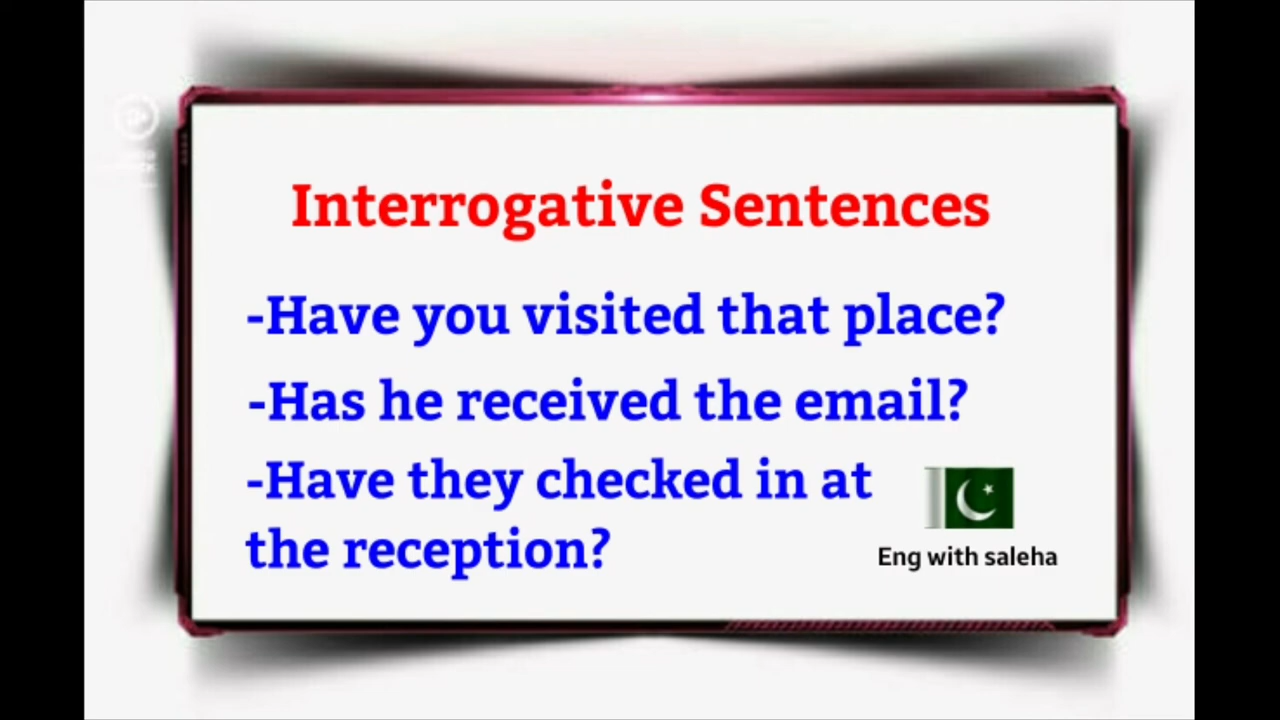 Interrogative Sentences
-Have you visited that place?
-Has he received the email?
-Have they checked in at
the reception?
Eng with saleha